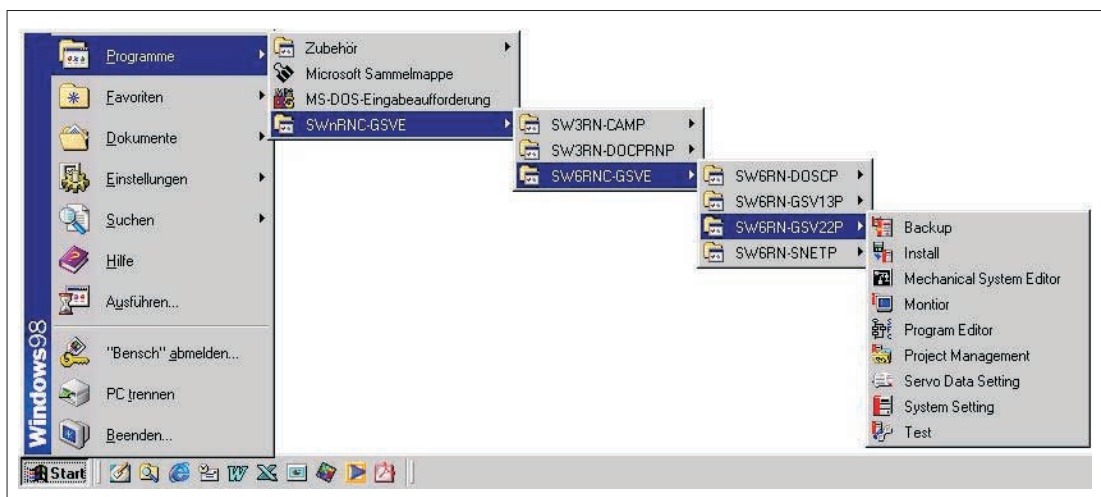 Programme
Favoriten
Dokumente
Einstellungen
Suchen
Hilfe
Ausführen...
"Bensch" abmelden...
PC trennen
Beenden...
Windows98
Start
Zubehör
Microsoft Sammelmappe
MS-DOS-Eingabeaufforderung
SWnRNC-GSVE
SW3RN-CAMP
SW3RN-DOCPRNP
SW6RNC-GSVE
SW6RN-DOSCP
SW6RN-GSV13P
SW6RN-GSV22P
SW6RN-SNETP
Backup
Install
Mechanical System Editor
Montior
Program Editor
Project Management
Servo Data Setting
System Setting
Test